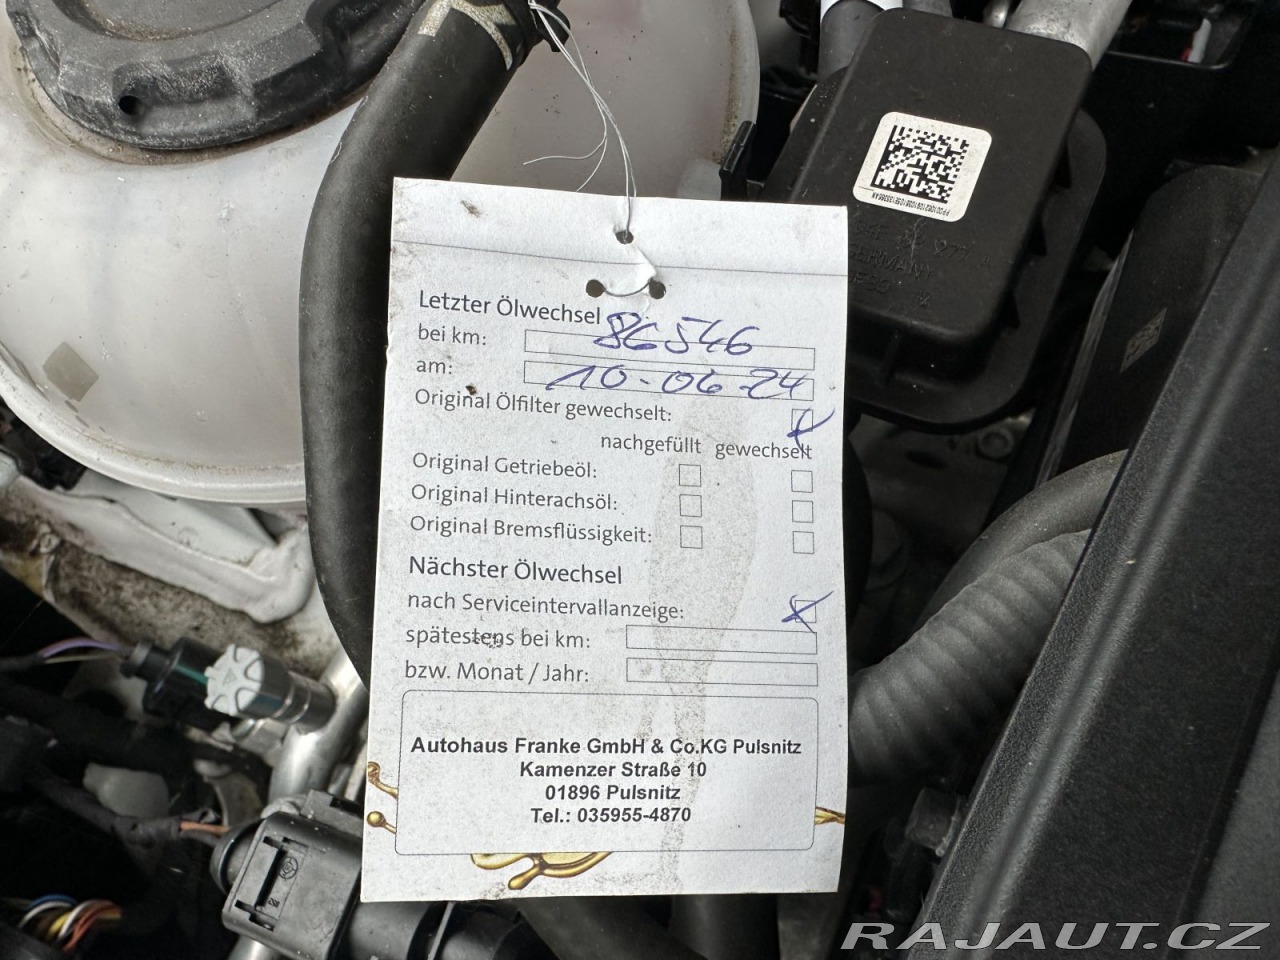 Letzter Ölwechsel
bei km: 86546
am: 10-06-24
Original Ölfilter gewechselt:
nachgefüllt gewechselt
Original Getriebeöl:
Original Hinterachsöl:
Original Bremsflüssigkeit:
Nächster Ölwechsel
nach Serviceintervallanzeige:
spätestens bei km:
bzw. Monat / Jahr:
Autohaus Franke GmbH & Co.KG Pulsnitz
Kamenzer Straße 10
01896 Pulsnitz
Tel.: 035955-4870
GERMANY
RAJAUT.CZ